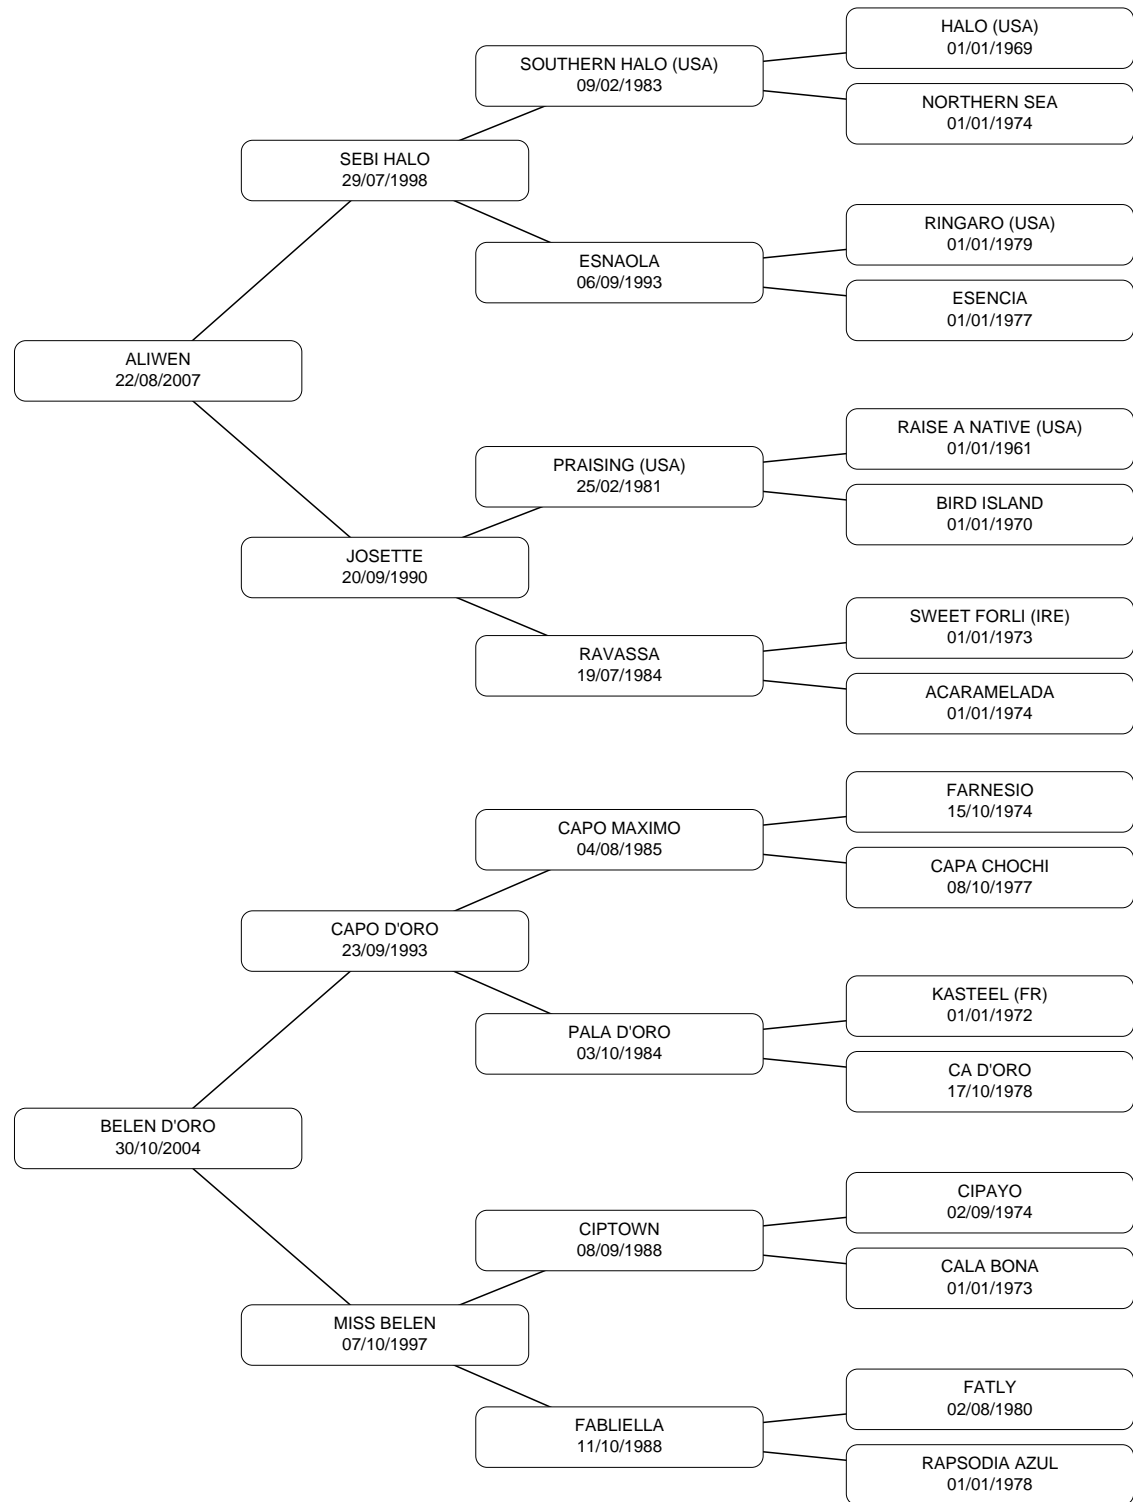 HALO (USA)
01/01/1969
SOUTHERN HALO (USA)
09/02/1983
NORTHERN SEA
01/01/1974
SEBI HALO
29/07/1998
RINGARO (USA)
01/01/1979
ESNAOLA
06/09/1993
ESENCIA
01/01/1977
ALIWEN
22/08/2007
RAISE A NATIVE (USA)
01/01/1961
PRAISING (USA)
25/02/1981
BIRD ISLAND
01/01/1970
JOSETTE
20/09/1990
SWEET FORLI (IRE)
01/01/1973
RAVASSA
19/07/1984
ACARAMELADA
01/01/1974
FARNESIO
15/10/1974
CAPO MAXIMO
04/08/1985
CAPA CHOCHI
08/10/1977
CAPO D'ORO
23/09/1993
KASTEEL (FR)
01/01/1972
PALA D'ORO
03/10/1984
CA D'ORO
17/10/1978
BELEN D'ORO
30/10/2004
CIPAYO
02/09/1974
CIPTOWN
08/09/1988
CALA BONA
01/01/1973
MISS BELEN
07/10/1997
FATLY
02/08/1980
FABLIELLA
11/10/1988
RAPSODIA AZUL
01/01/1978